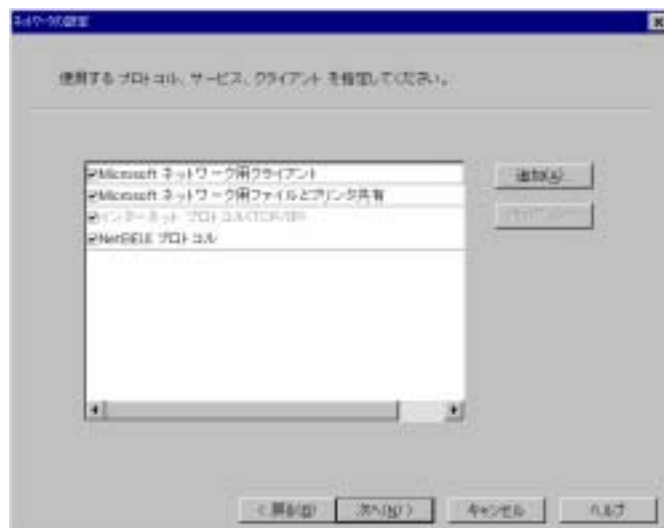 ネットワークの設定
使用する プロトコル、サービス、クライアント を指定してください。
Microsoft ネットワーク用クライアント
Microsoft ネットワーク用ファイルとプリンタ共有
インターネット プロトコル(TCP/IP)
NetBEUI プロトコル
追加(A)
< 戻る(B)
次へ(N) >
キャンセル
ヘルプ